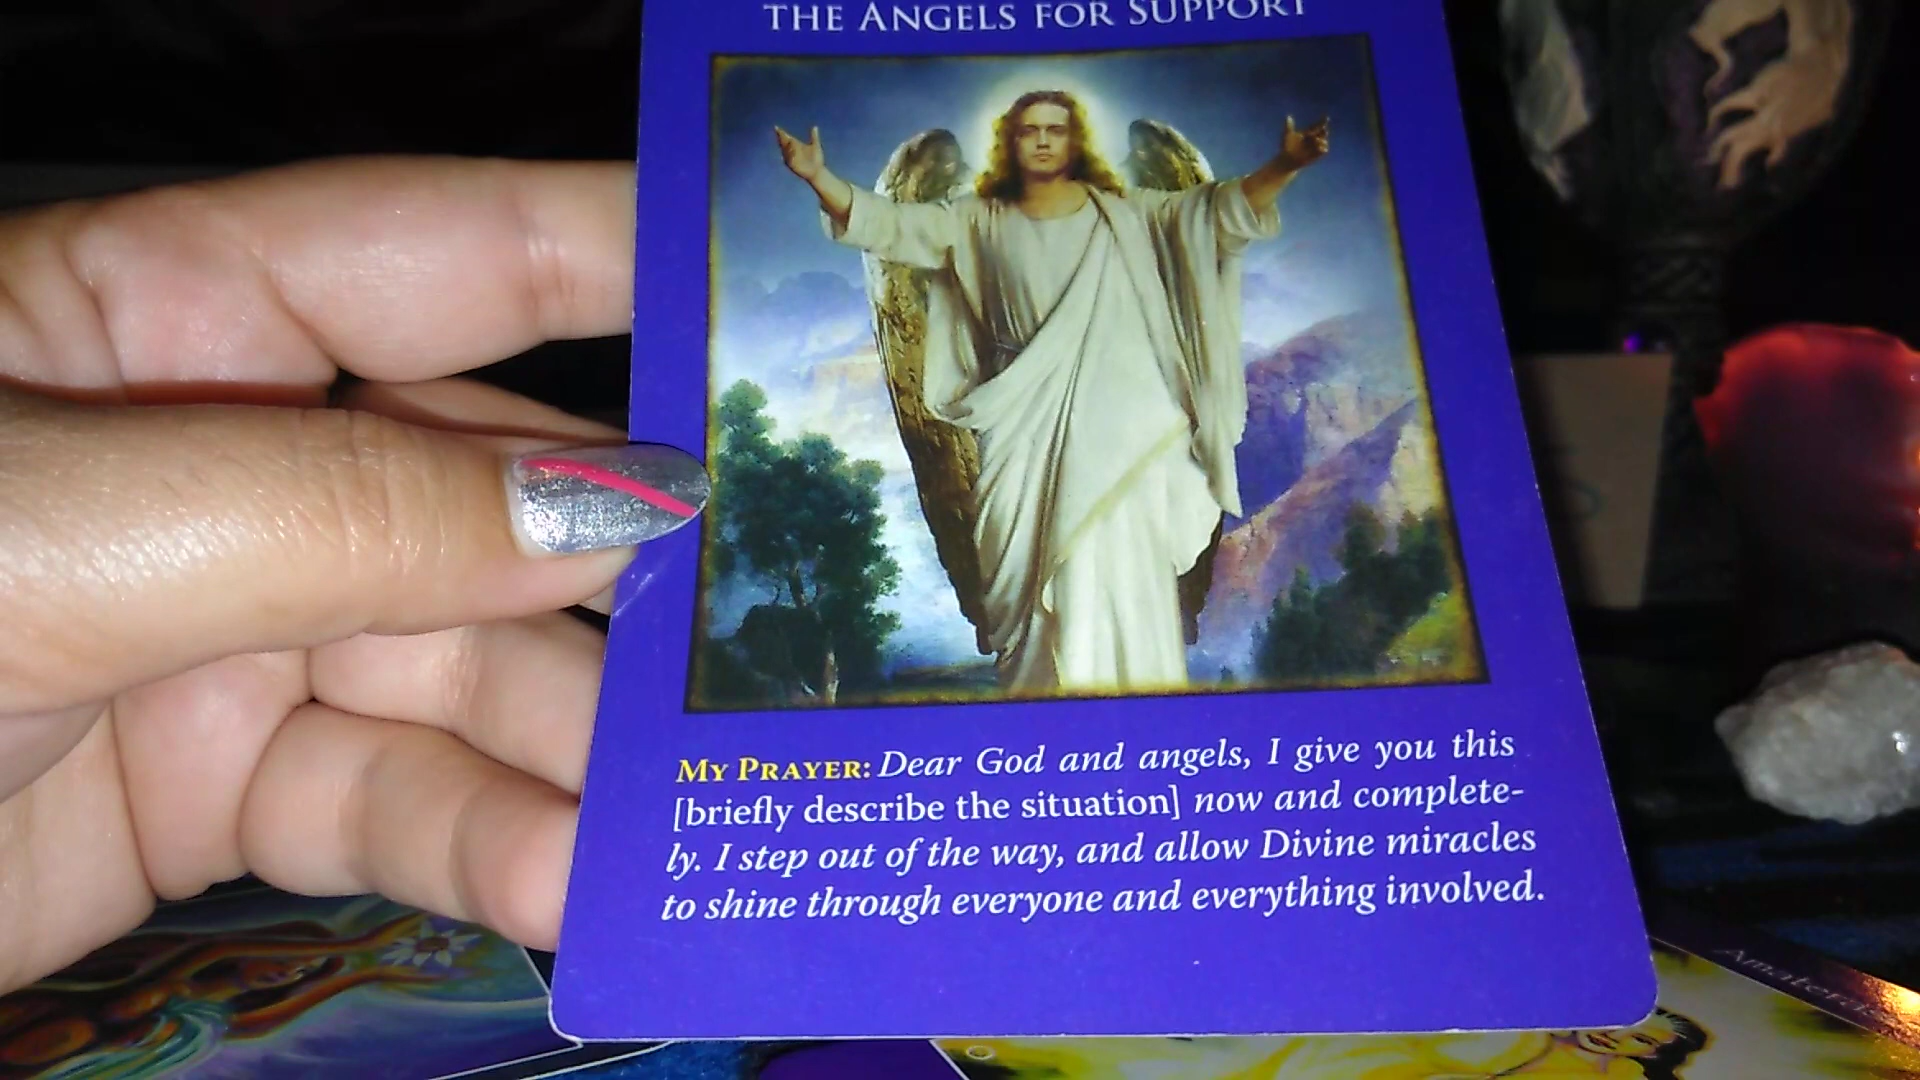 THE ANGELS FOR SUPPORT
MY PRAYER: Dear God and angels, I give you this
[briefly describe the situation] now and complete-
ly. I step out of the way, and allow Divine miracles
to shine through everyone and everything involved.